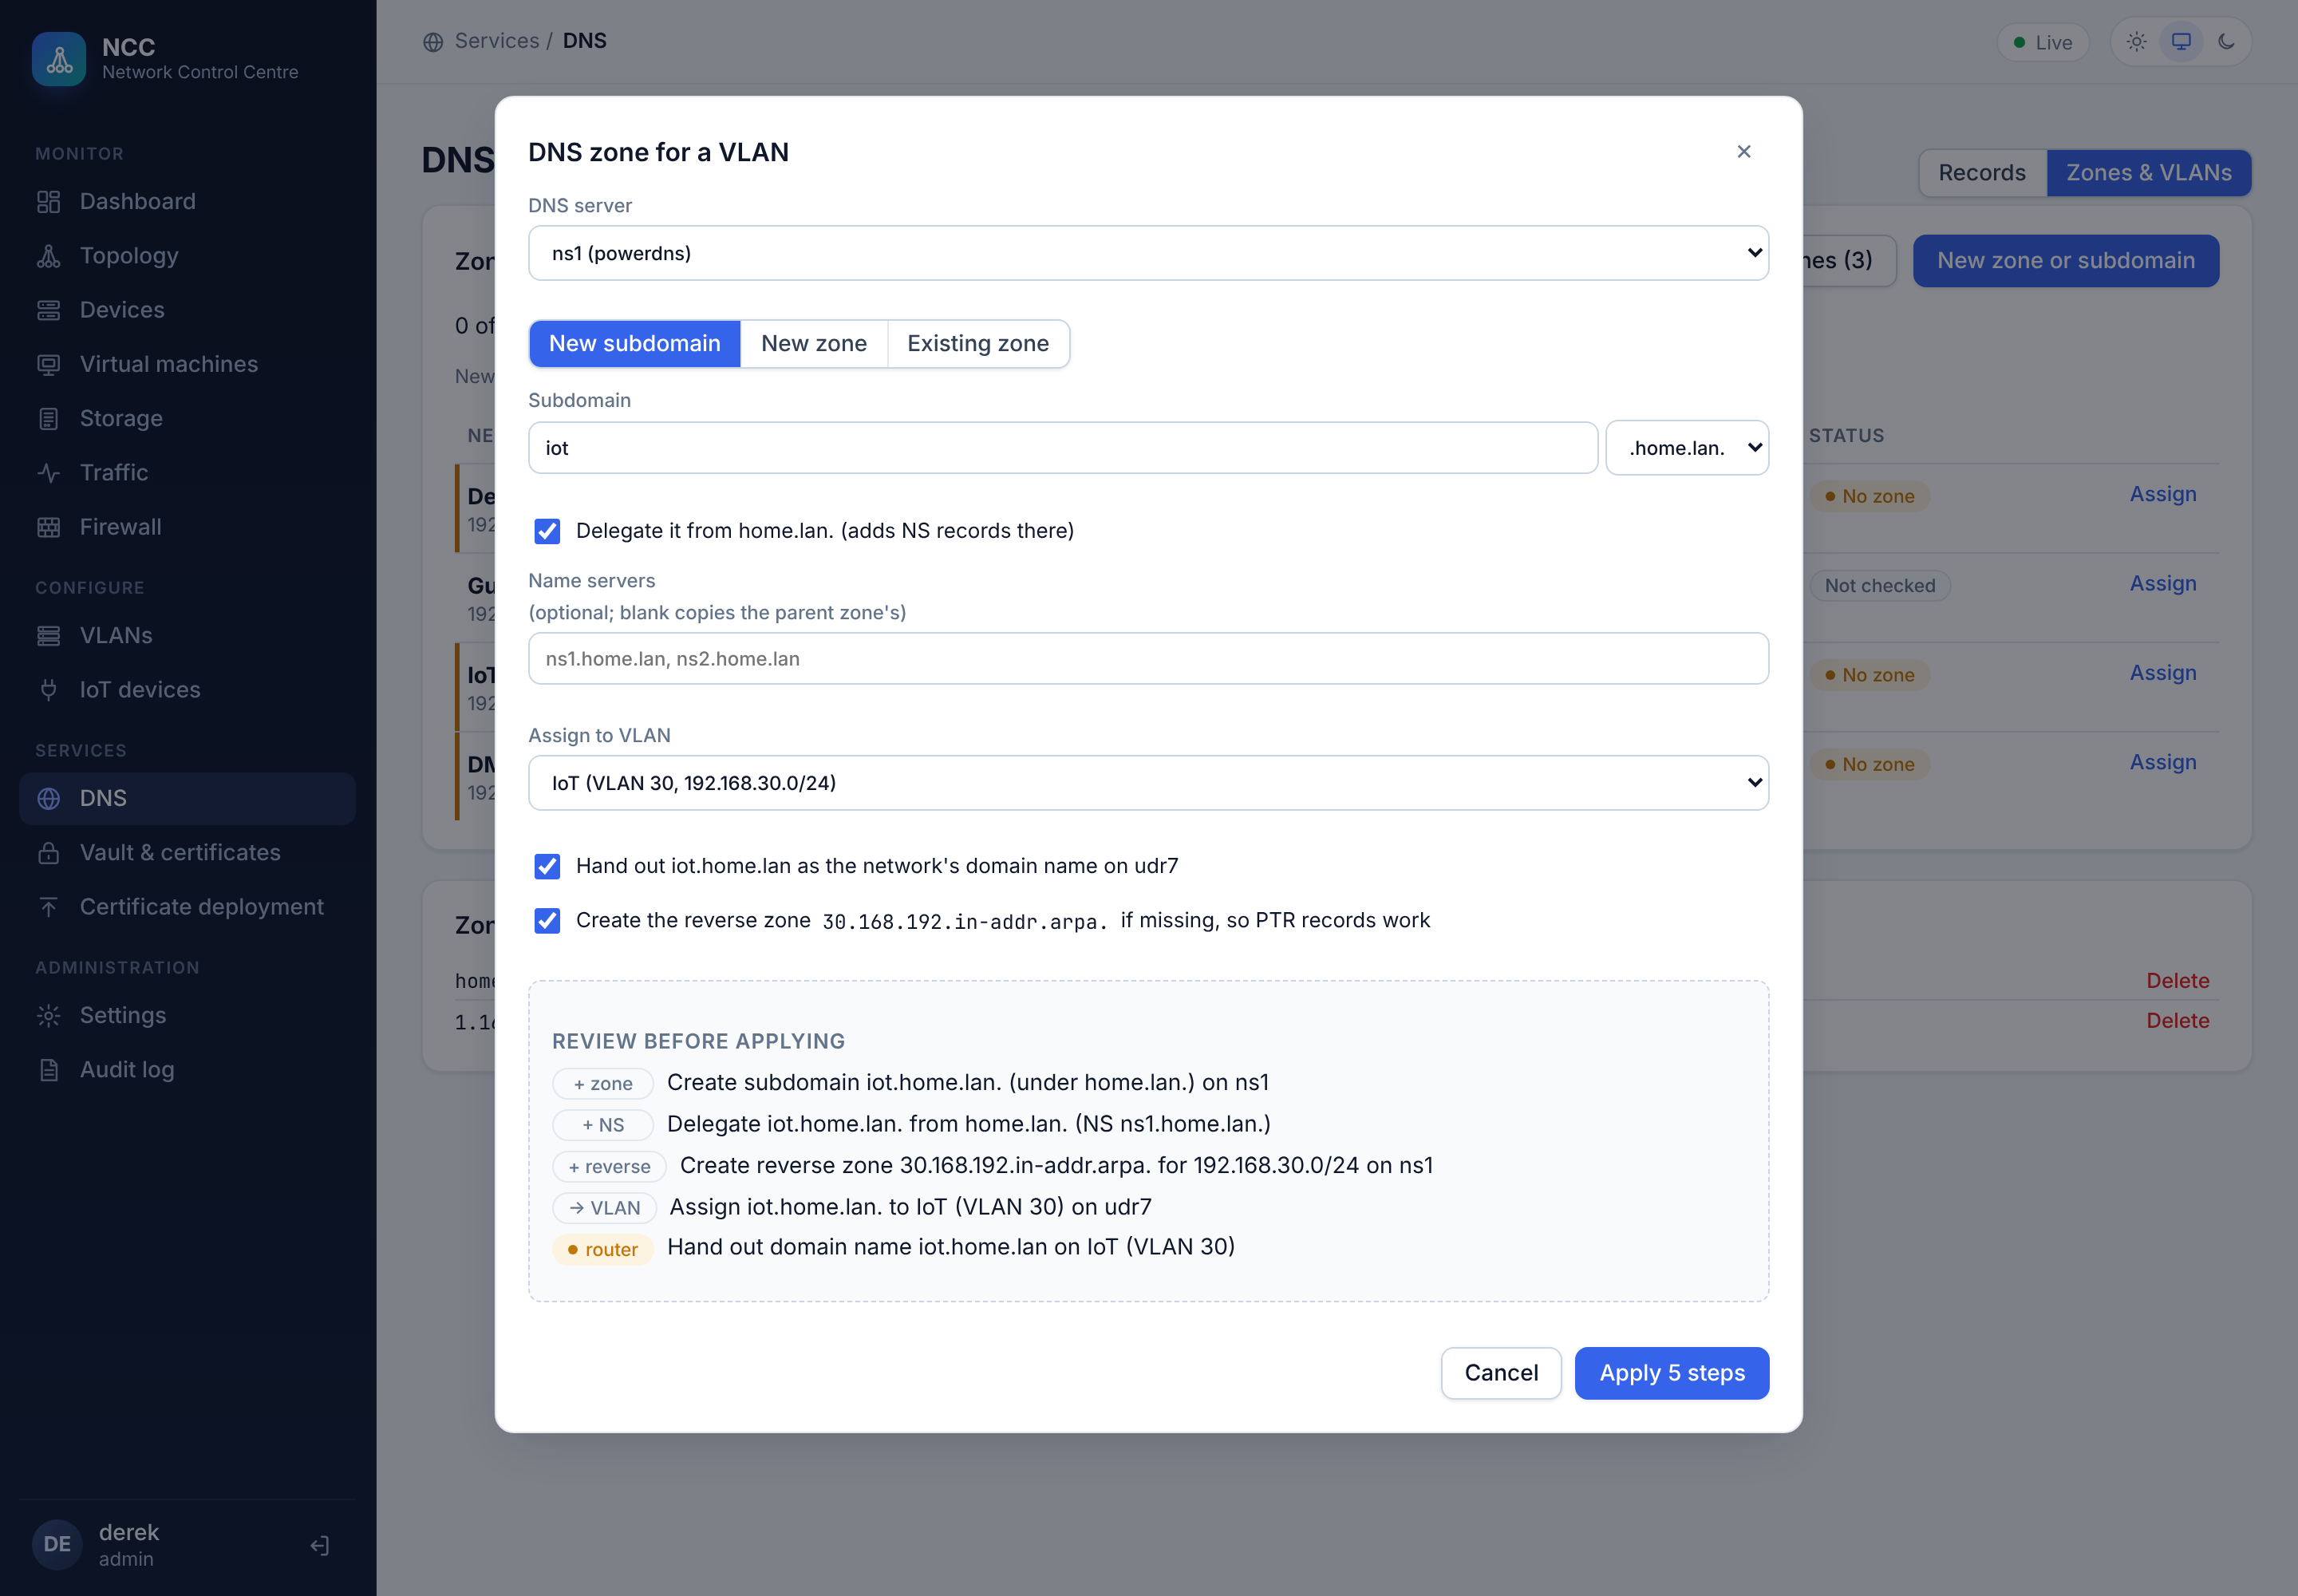 NCC
Network Control Centre
MONITOR
Dashboard
Topology
Devices
Virtual machines
Storage
Traffic
Firewall
CONFIGURE
VLANs
IoT devices
SERVICES
DNS
Vault & certificates
Certificate deployment
ADMINISTRATION
Settings
Audit log
DE
derek
admin
Services / DNS
Live
DNS
Records
Zones & VLANs
(3)
New zone or subdomain
0 of
New
STATUS
192
No zone
Assign
192
Not checked
Assign
IoT
192
No zone
Assign
192
No zone
Assign
Delete
Delete
DNS zone for a VLAN
DNS server
ns1 (powerdns)
New subdomain
New zone
Existing zone
Subdomain
iot
.home.lan.
Delegate it from home.lan. (adds NS records there)
Name servers
(optional; blank copies the parent zone's)
ns1.home.lan, ns2.home.lan
Assign to VLAN
IoT (VLAN 30, 192.168.30.0/24)
Hand out iot.home.lan as the network's domain name on udr7
Create the reverse zone 30.168.192.in-addr.arpa. if missing, so PTR records work
REVIEW BEFORE APPLYING
+ zone Create subdomain iot.home.lan. (under home.lan.) on ns1
+ NS Delegate iot.home.lan. from home.lan. (NS ns1.home.lan.)
+ reverse Create reverse zone 30.168.192.in-addr.arpa. for 192.168.30.0/24 on ns1
→ VLAN Assign iot.home.lan. to IoT (VLAN 30) on udr7
router Hand out domain name iot.home.lan on IoT (VLAN 30)
Cancel
Apply 5 steps